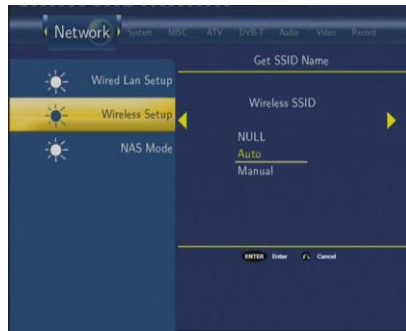 Network System MISC ATV DVB-T Audio Video Record
Get SSID Name
Wired Lan Setup
Wireless SSID
Wireless Setup
NULL
NAS Mode
Auto
Manual
ENTER Enter Cancel